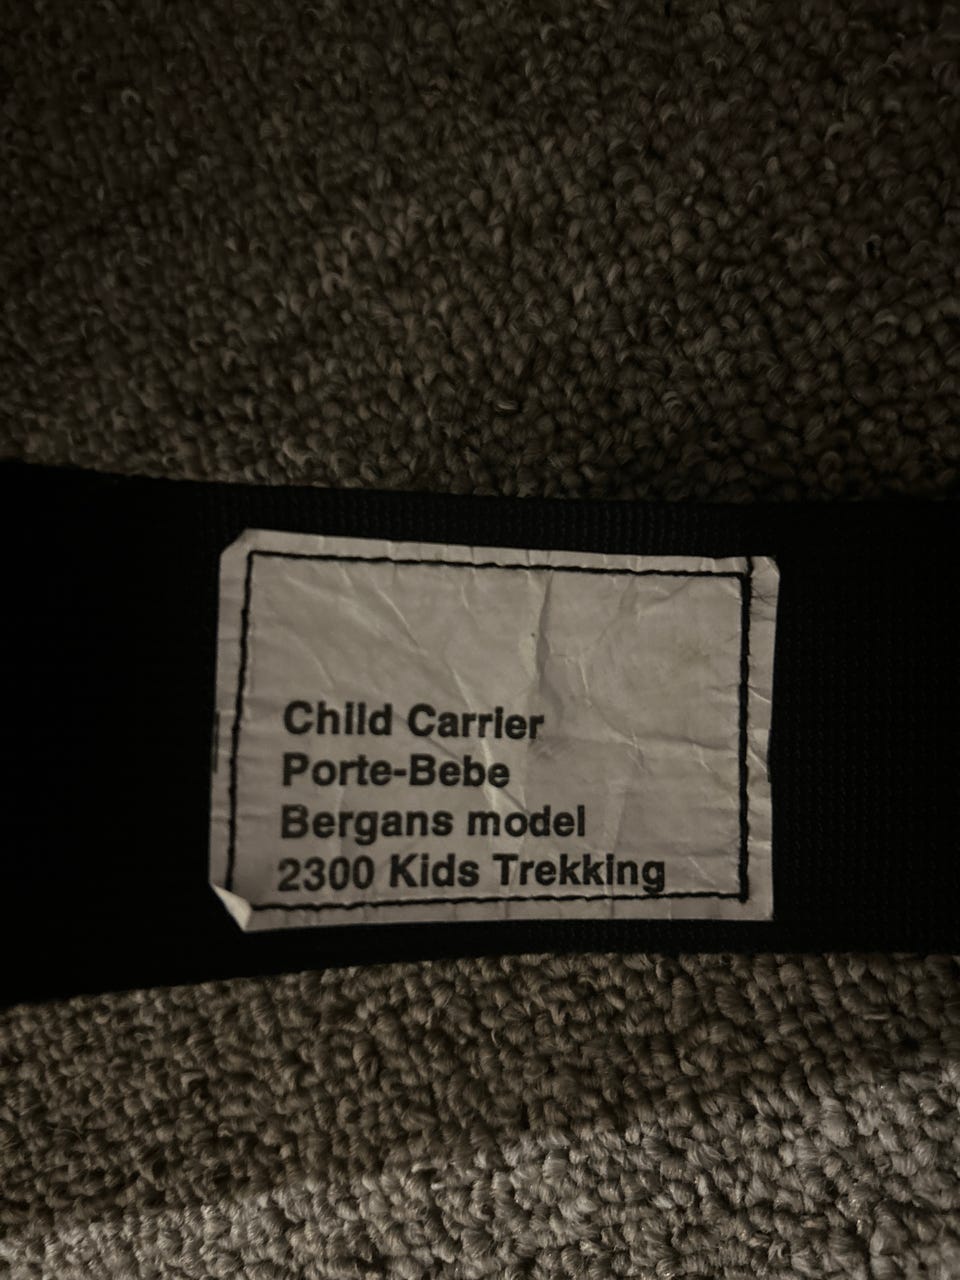 Child Carrier
Porte-Bebe
Bergans model
2300 Kids Trekking